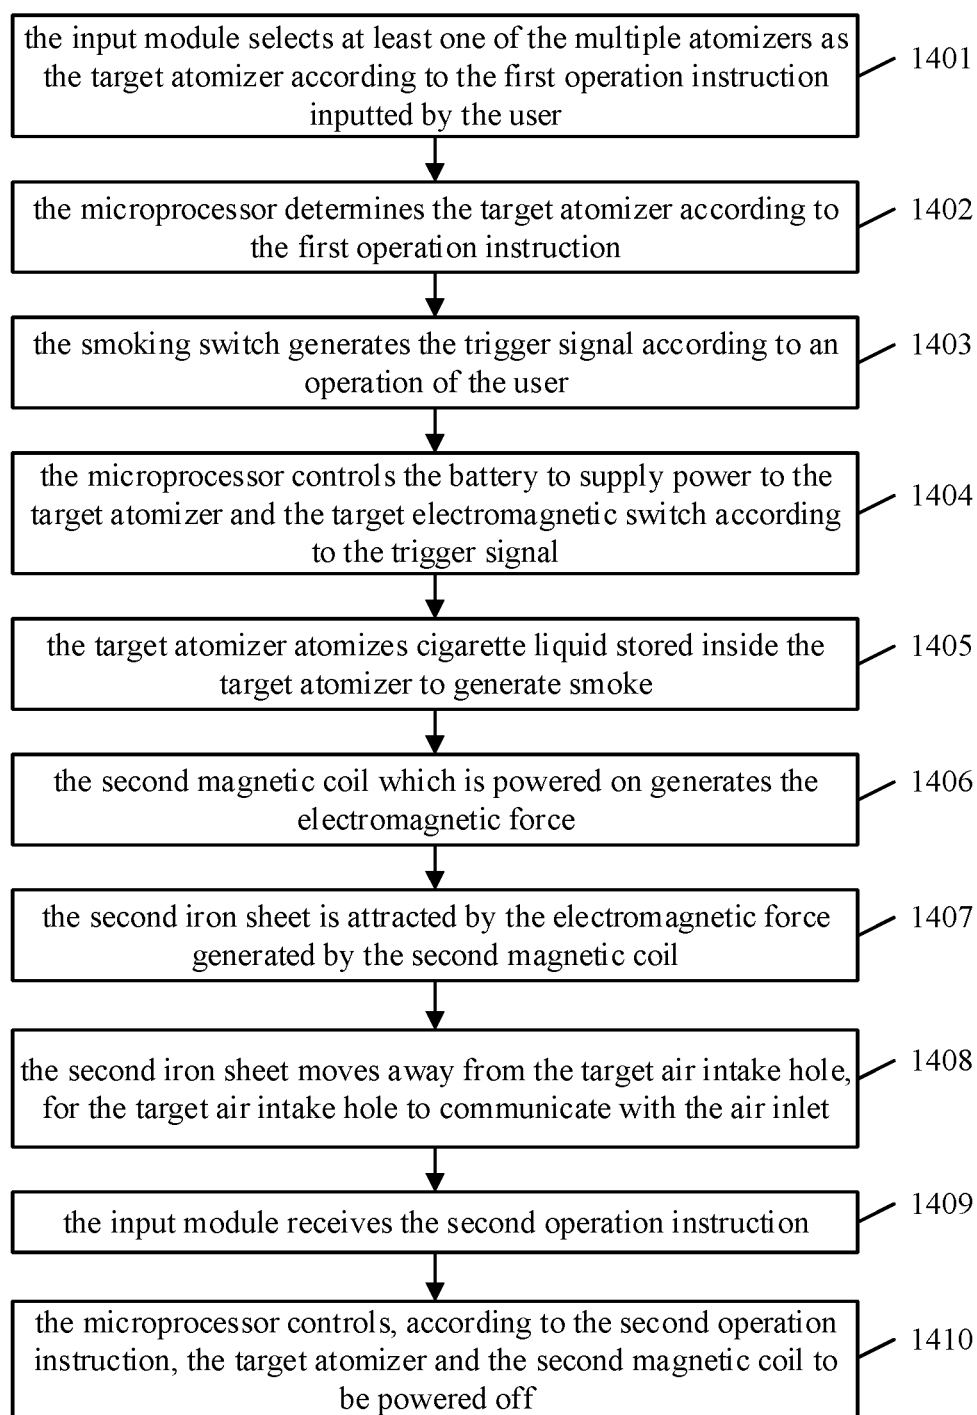 the input module selects at least one of the multiple atomizers as
the target atomizer according to the first operation instruction
inputted by the user
1401
the microprocessor determines the target atomizer according to
the first operation instruction
1402
the smoking switch generates the trigger signal according to an
operation of the user
1403
the microprocessor controls the battery to supply power to the
target atomizer and the target electromagnetic switch according
to the trigger signal
1404
the target atomizer atomizes cigarette liquid stored inside the
target atomizer to generate smoke
1405
the second magnetic coil which is powered on generates the
electromagnetic force
1406
the second iron sheet is attracted by the electromagnetic force
generated by the second magnetic coil
1407
the second iron sheet moves away from the target air intake hole,
for the target air intake hole to communicate with the air inlet
1408
the input module receives the second operation instruction
1409
the microprocessor controls, according to the second operation
instruction, the target atomizer and the second magnetic coil to
be powered off
1410